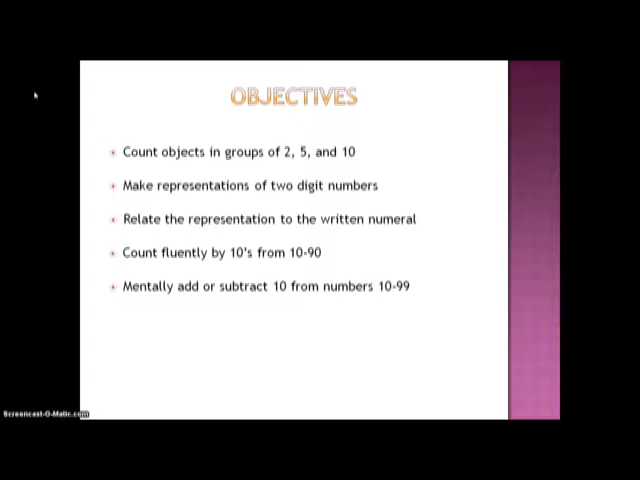 OBJECTIVES
Count objects in groups of 2, 5, and 10
Make representations of two digit numbers
Relate the representation to the written numeral
Count fluently by 10's from 10-90
Mentally add or subtract 10 from numbers 10-99
Screencast-O-Matic.com